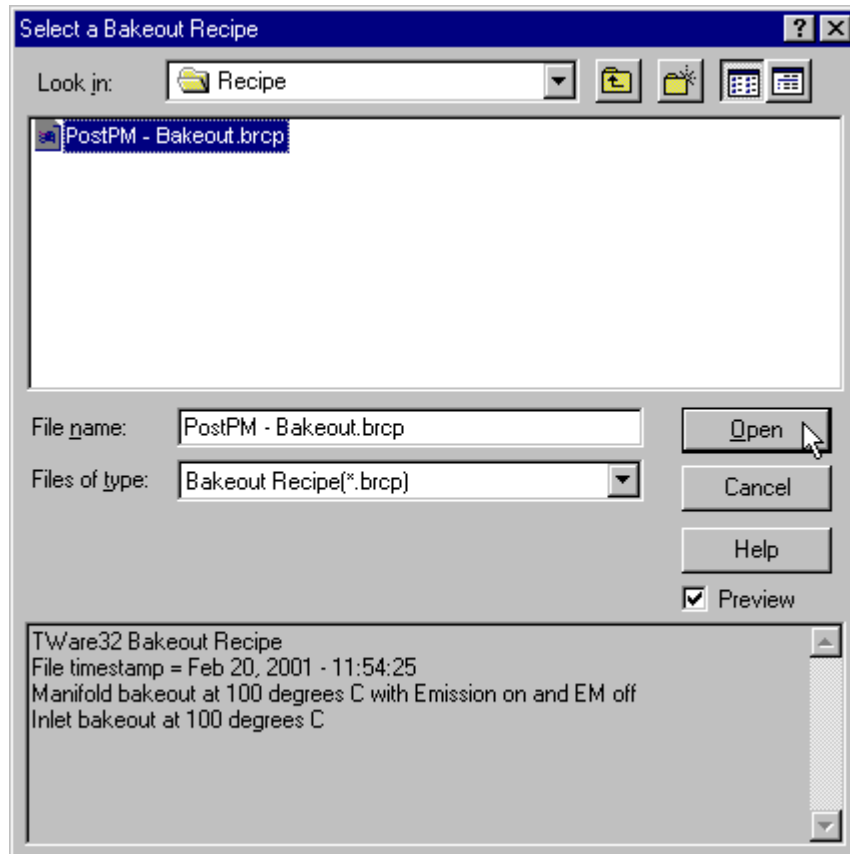 Select a Bakeout Recipe
Look in:
Recipe
PostPM - Bakeout.brcp
File name:
PostPM - Bakeout.brcp
Open
Files of type:
Bakeout Recipe(*.brcp)
Cancel
Help
Preview
TWare32 Bakeout Recipe
File timestamp = Feb 20, 2001 - 11:54:25
Manifold bakeout at 100 degrees C with Emission on and EM off
Inlet bakeout at 100 degrees C